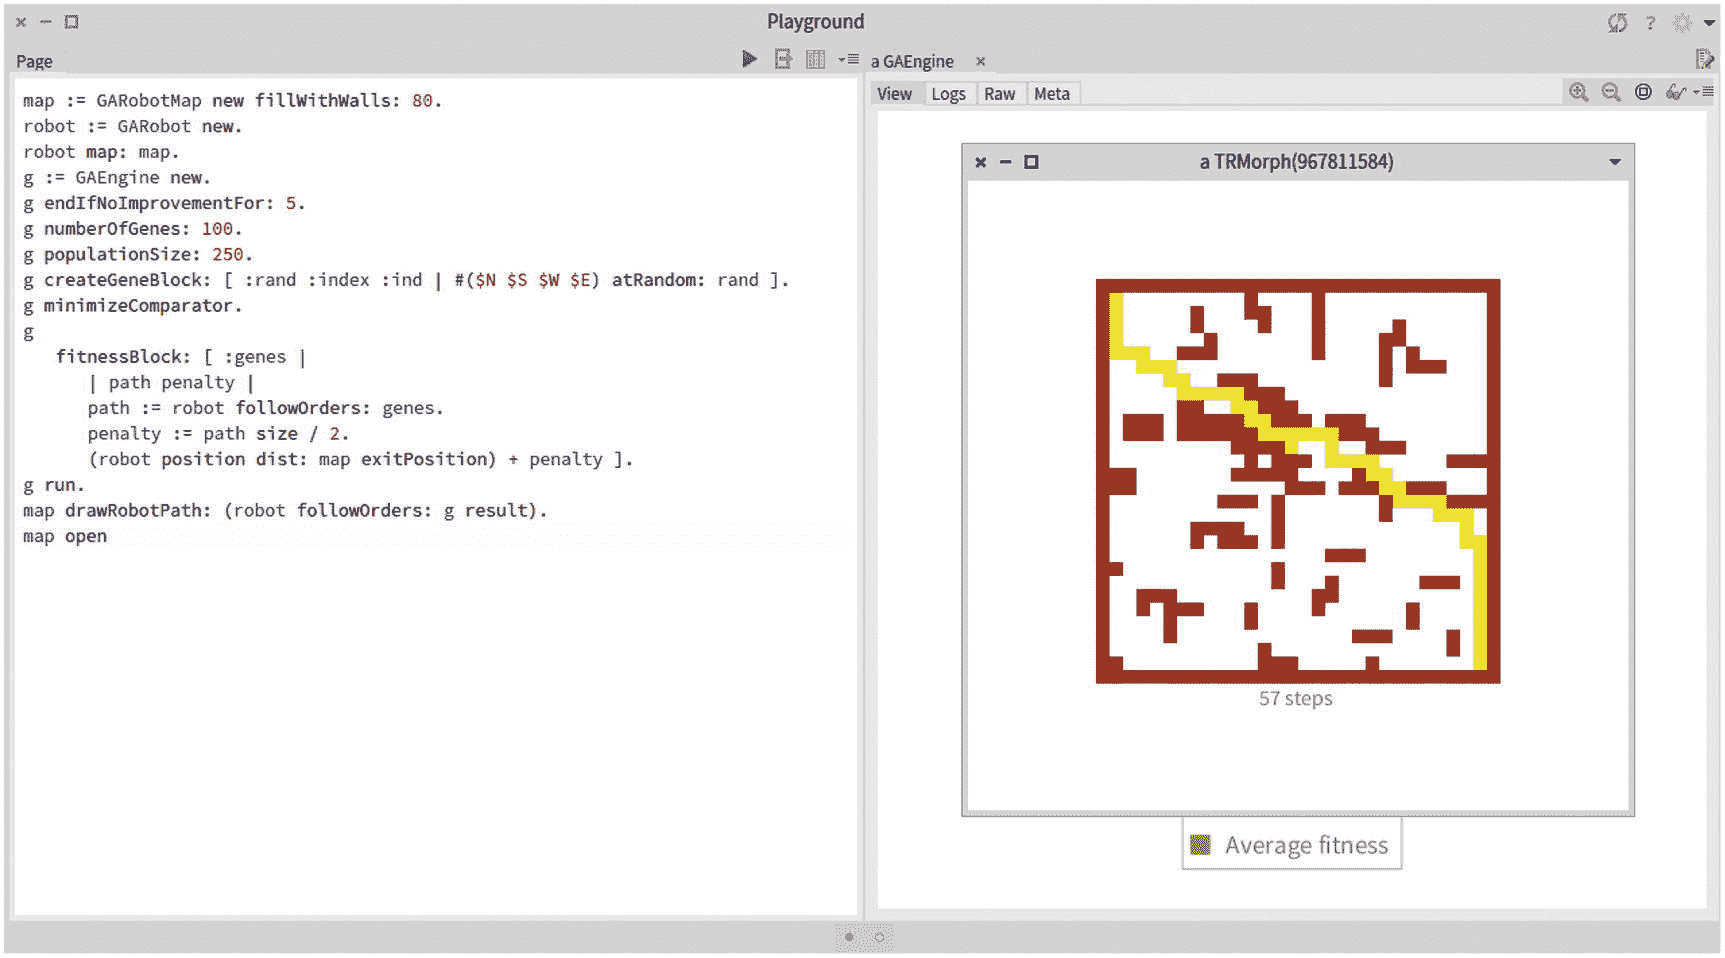 Playground
?
Page
a GAEngine
map := GARobotMap new fillWithWalls: 80.
robot := GARobot new.
robot map: map.
g := GAEngine new.
g endIfNoImprovementFor: 5.
g numberOfGenes: 100.
g populationSize: 250.
g createGeneBlock: [ :rand :index :ind | #($N $S $W $E) atRandom: rand ].
g minimizeComparator.
g
fitnessBlock: [ :genes |
| path penalty |
path := robot followOrders: genes.
penalty := path size / 2.
(robot position dist: map exitPosition) + penalty ].
g run.
map drawRobotPath: (robot followOrders: g result).
map open
View Logs Raw Meta
a TRMorph(967811584)
57 steps
Average fitness